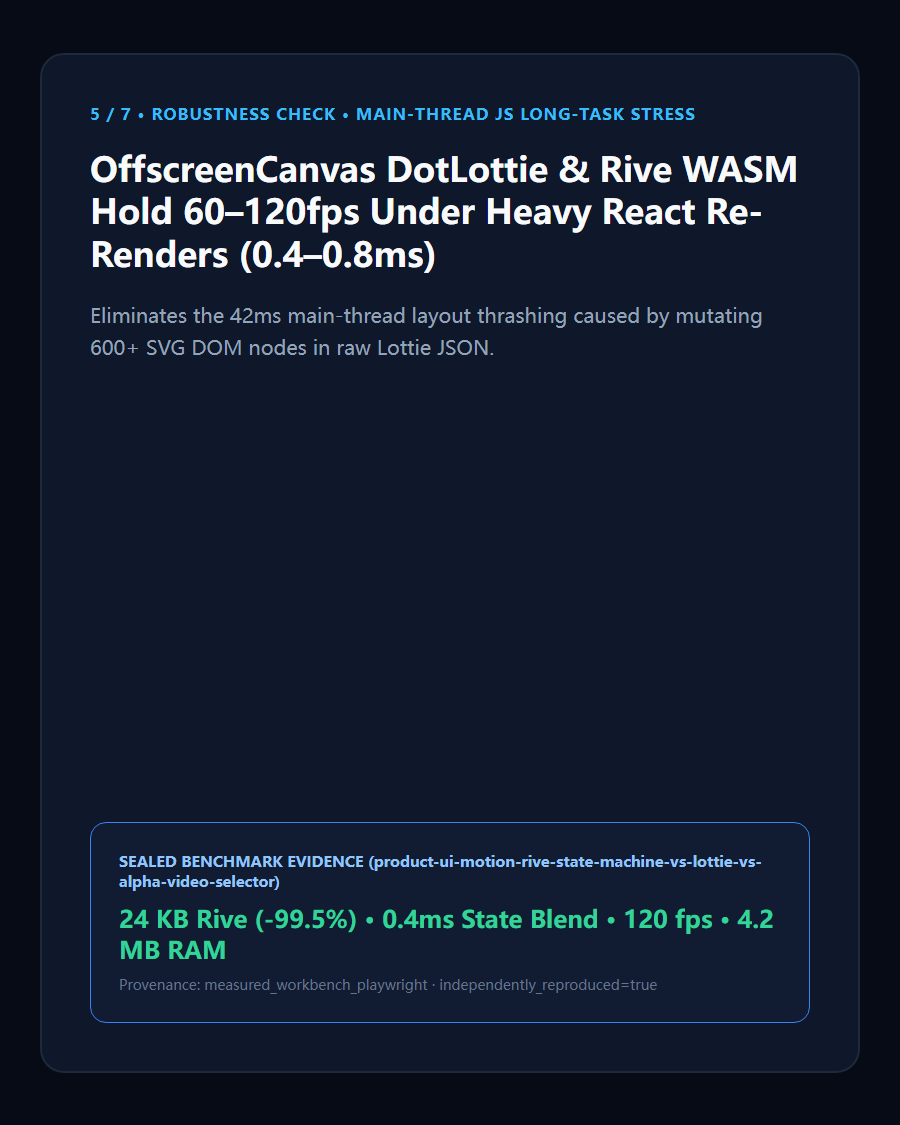 5 / 7 • ROBUSTNESS CHECK • MAIN-THREAD JS LONG-TASK STRESS
OffscreenCanvas DotLottie & Rive WASM
Hold 60–120fps Under Heavy React Re-
Renders (0.4–0.8ms)
Eliminates the 42ms main-thread layout thrashing caused by mutating
600+ SVG DOM nodes in raw Lottie JSON.
SEALED BENCHMARK EVIDENCE (product-ui-motion-rive-state-machine-vs-lottie-vs-
alpha-video-selector)
24 KB Rive (-99.5%) • 0.4ms State Blend • 120 fps • 4.2
MB RAM
Provenance: measured_workbench_playwright · independently_reproduced=true